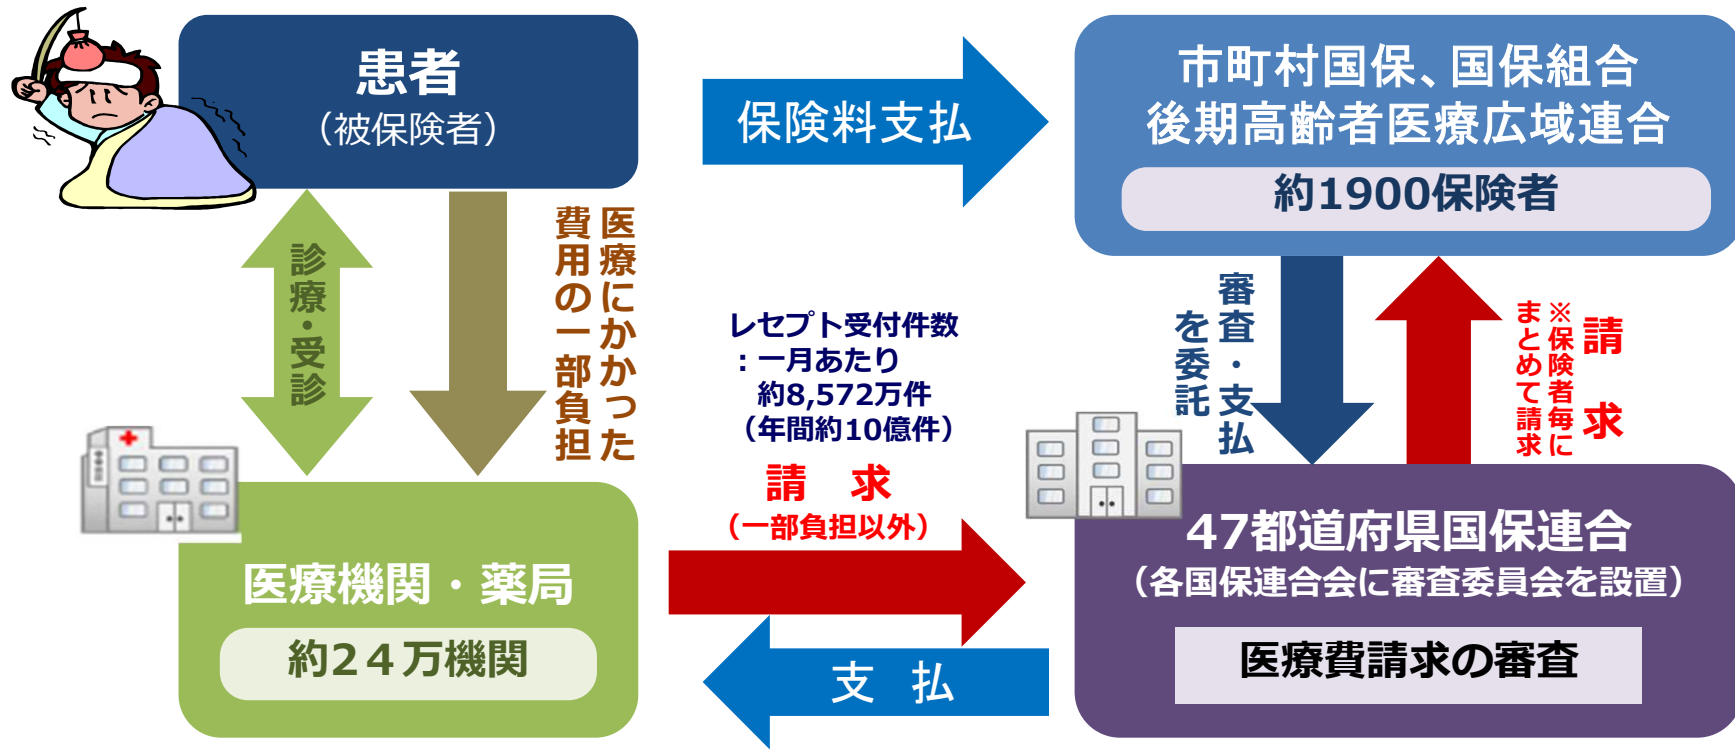 患者
（被保険者）
保険料支払
市町村国保、国保組合
後期高齢者医療広域連合
約1900保険者
診療・受診
医療にかかった
費用の一部負担
レセプト受付件数
：一月あたり
約8,572万件
（年間約10億件）
請　求
（一部負担以外）
審査・支払
を委託
請　求
※保険者毎に
まとめて請求
医療機関・薬局
約2４万機関
支　払
47都道府県国保連合
（各国保連合会に審査委員会を設置）
医療費請求の審査